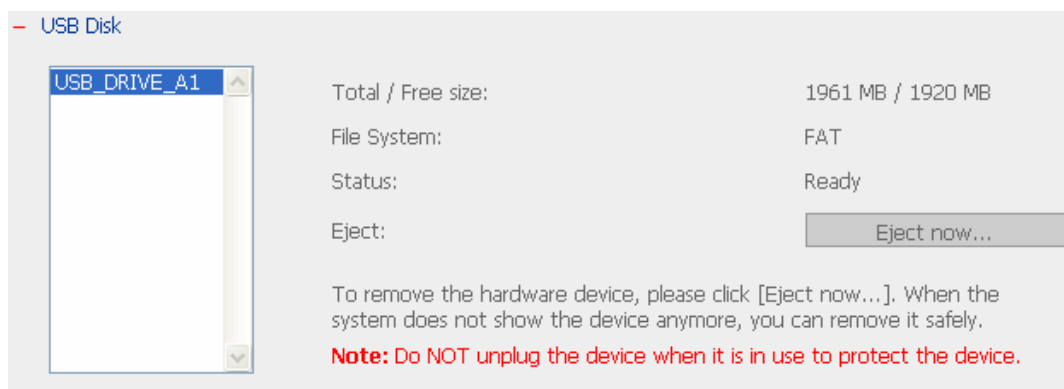 – USB Disk
USB_DRIVE_A1
Total / Free size: 1961 MB / 1920 MB
File System: FAT
Status: Ready
Eject: Eject now...
To remove the hardware device, please click [Eject now...]. When the
system does not show the device anymore, you can remove it safely.
Note: Do NOT unplug the device when it is in use to protect the device.